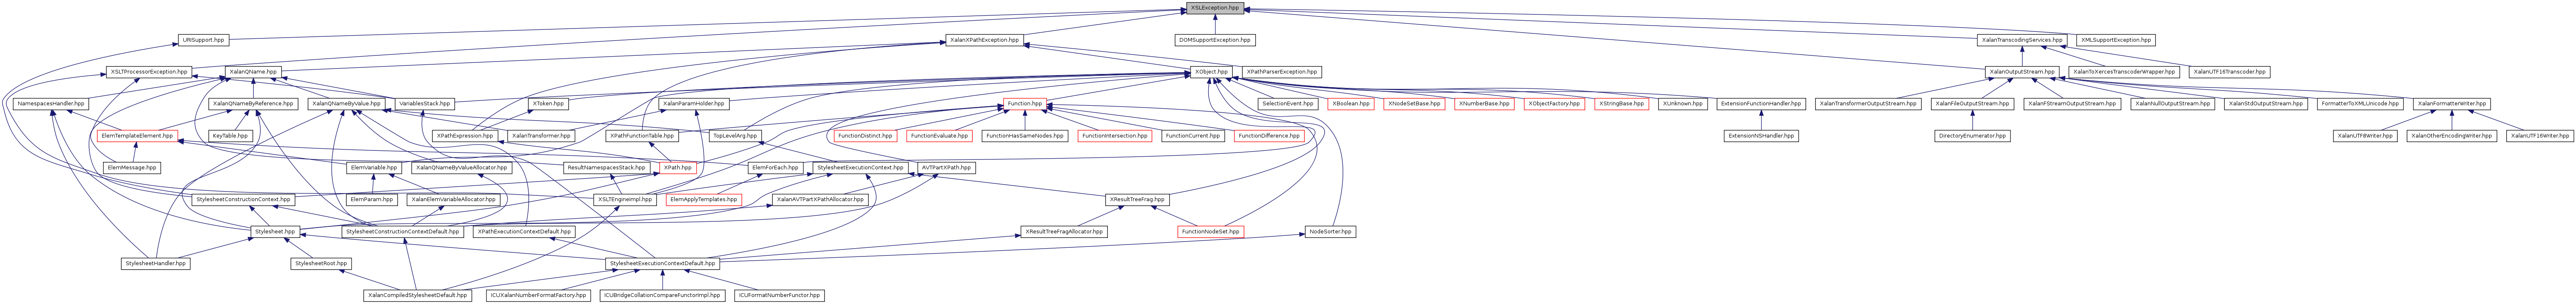 XSLException.hpp
URISupport.hpp
XalanXPathException.hpp
DOMSupportException.hpp
XalanTranscodingServices.hpp
XMLSupportException.hpp
XSLTProcessorException.hpp
XalanQName.hpp
XObject.hpp
XPathParserException.hpp
XalanOutputStream.hpp
XalanToXercesTranscoderWrapper.hpp
XalanUTF16Transcoder.hpp
NamespacesHandler.hpp
XalanQNameByReference.hpp
XalanQNameByValue.hpp
VariablesStack.hpp
XToken.hpp
XalanParamHolder.hpp
Function.hpp
SelectionEvent.hpp
XBoolean.hpp
XNodeSetBase.hpp
XNumberBase.hpp
XObjectFactory.hpp
XStringBase.hpp
XUnknown.hpp
ExtensionFunctionHandler.hpp
XalanTransformerOutputStream.hpp
XalanFileOutputStream.hpp
XalanFStreamOutputStream.hpp
XalanNullOutputStream.hpp
XalanStdOutputStream.hpp
FormatterToXMLUnicode.hpp
XalanFormatterWriter.hpp
ElemTemplateElement.hpp
KeyTable.hpp
XPathExpression.hpp
XalanTransformer.hpp
XPathFunctionTable.hpp
TopLevelArg.hpp
FunctionDistinct.hpp
FunctionEvaluate.hpp
FunctionHasSameNodes.hpp
FunctionIntersection.hpp
FunctionCurrent.hpp
FunctionDifference.hpp
ExtensionNSHandler.hpp
DirectoryEnumerator.hpp
XalanUTF8Writer.hpp
XalanOtherEncodingWriter.hpp
XalanUTF16Writer.hpp
ElemMessage.hpp
ElemVariable.hpp
XalanQNameByValueAllocator.hpp
ResultNamespacesStack.hpp
XPath.hpp
ElemForEach.hpp
StylesheetExecutionContext.hpp
AVTPartXPath.hpp
StylesheetConstructionContext.hpp
ElemParam.hpp
XalanElemVariableAllocator.hpp
XSLTEngineImpl.hpp
ElemApplyTemplates.hpp
XalanAVTPartXPathAllocator.hpp
XResultTreeFrag.hpp
Stylesheet.hpp
StylesheetConstructionContextDefault.hpp
XPathExecutionContextDefault.hpp
XResultTreeFragAllocator.hpp
FunctionNodeSet.hpp
NodeSorter.hpp
StylesheetHandler.hpp
StylesheetRoot.hpp
StylesheetExecutionContextDefault.hpp
XalanCompiledStylesheetDefault.hpp
ICUXalanNumberFormatFactory.hpp
ICUBridgeCollationCompareFunctorImpl.hpp
ICUFormatNumberFunctor.hpp